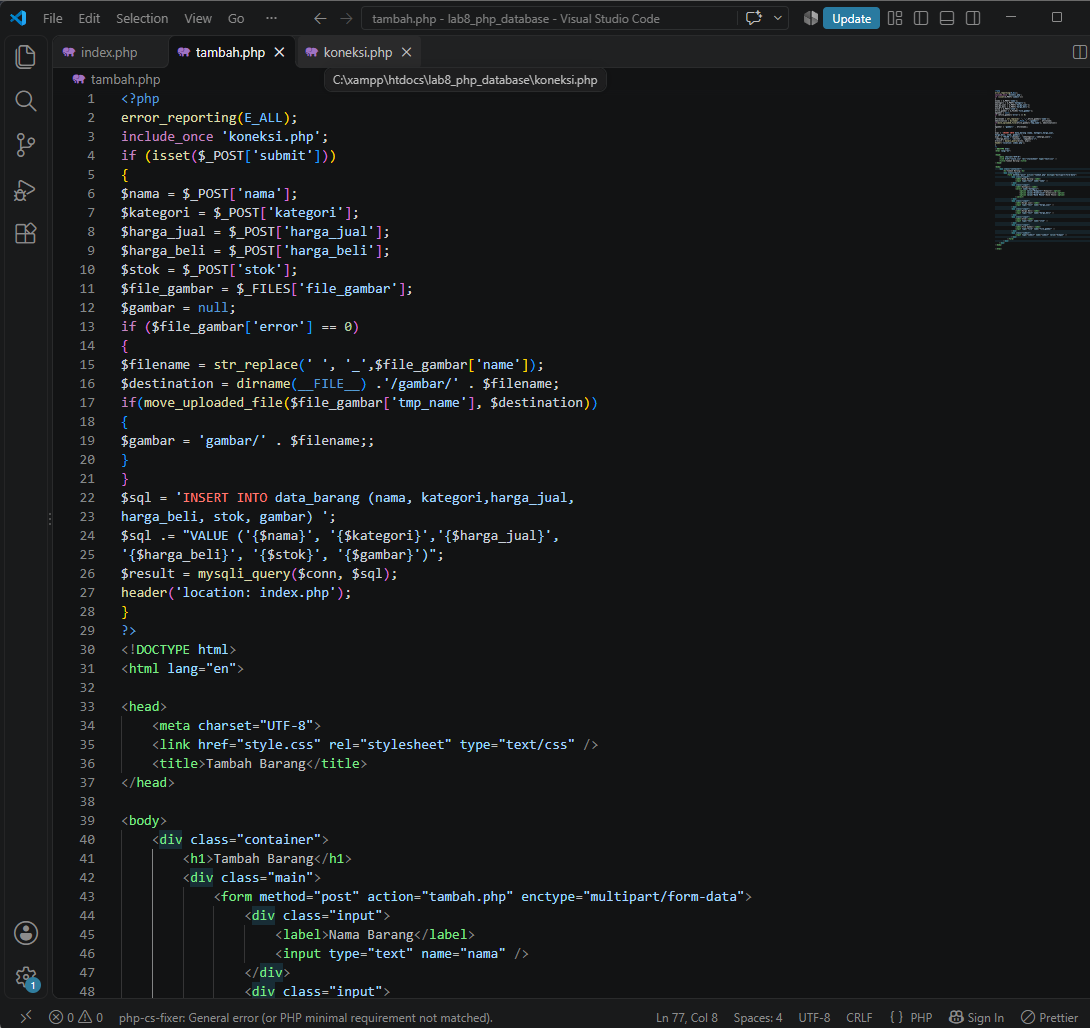 File Edit Selection View Go ··· tambah.php - lab8_php_database - Visual Studio Code Update
index.php tambah.php koneksi.php
tambah.php
C:\xampp\htdocs\lab8_php_database\koneksi.php
1 <?php
2 error_reporting(E_ALL);
3 include_once 'koneksi.php';
4 if (isset($_POST['submit']))
5 {
6 $nama = $_POST['nama'];
7 $kategori = $_POST['kategori'];
8 $harga_jual = $_POST['harga_jual'];
9 $harga_beli = $_POST['harga_beli'];
10 $stok = $_POST['stok'];
11 $file_gambar = $_FILES['file_gambar'];
12 $gambar = null;
13 if ($file_gambar['error'] == 0)
14 {
15 $filename = str_replace(' ', '_',$file_gambar['name']);
16 $destination = dirname(__FILE__) .'/gambar/' . $filename;
17 if(move_uploaded_file($file_gambar['tmp_name'], $destination))
18 {
19 $gambar = 'gambar/' . $filename;;
20 }
21 }
22 $sql = 'INSERT INTO data_barang (nama, kategori,harga_jual,
23 harga_beli, stok, gambar) ';
24 $sql .= "VALUE ('{$nama}', '{$kategori}','{$harga_jual}',
25 '{$harga_beli}', '{$stok}', '{$gambar}')";
26 $result = mysqli_query($conn, $sql);
27 header('location: index.php');
28 }
29 ?>
30 <!DOCTYPE html>
31 <html lang="en">
32
33 <head>
34 <meta charset="UTF-8">
35 <link href="style.css" rel="stylesheet" type="text/css" />
36 <title>Tambah Barang</title>
37 </head>
38
39 <body>
40 <div class="container">
41 <h1>Tambah Barang</h1>
42 <div class="main">
43 <form method="post" action="tambah.php" enctype="multipart/form-data">
44 <div class="input">
45 <label>Nama Barang</label>
46 <input type="text" name="nama" />
47 </div>
48 <div class="input">
1
0 0 php-cs-fixer: General error (or PHP minimal requirement not matched). Ln 77, Col 8 Spaces: 4 UTF-8 CRLF {} PHP Sign In Prettier